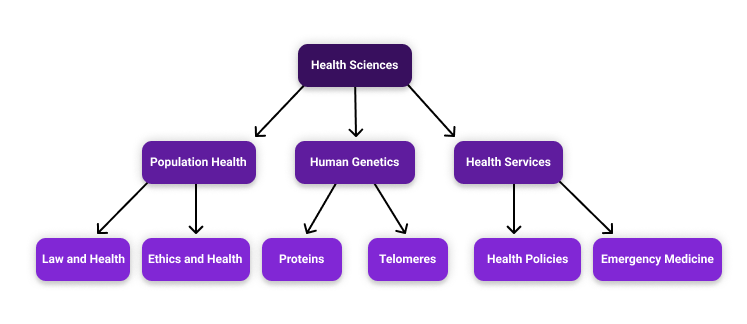 Health Sciences
Population Health
Human Genetics
Health Services
Law and Health
Ethics and Health
Proteins
Telomeres
Health Policies
Emergency Medicine